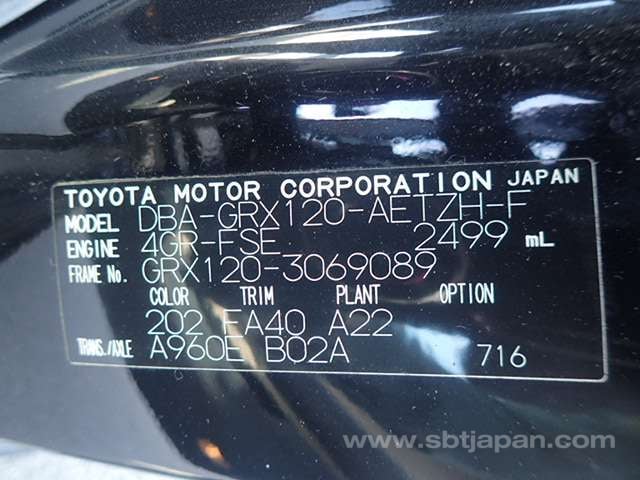 TOYOTA MOTOR CORPORATION JAPAN
MODEL DBA-GRX120-AETZH-F
ENGINE 4GR-FSE 2499 mL
FRAME No. GRX120-3069089
COLOR TRIM PLANT OPTION
202 FA40 A22
TRANS./AXLE A960E B02A 716
www.sbtjapan.com